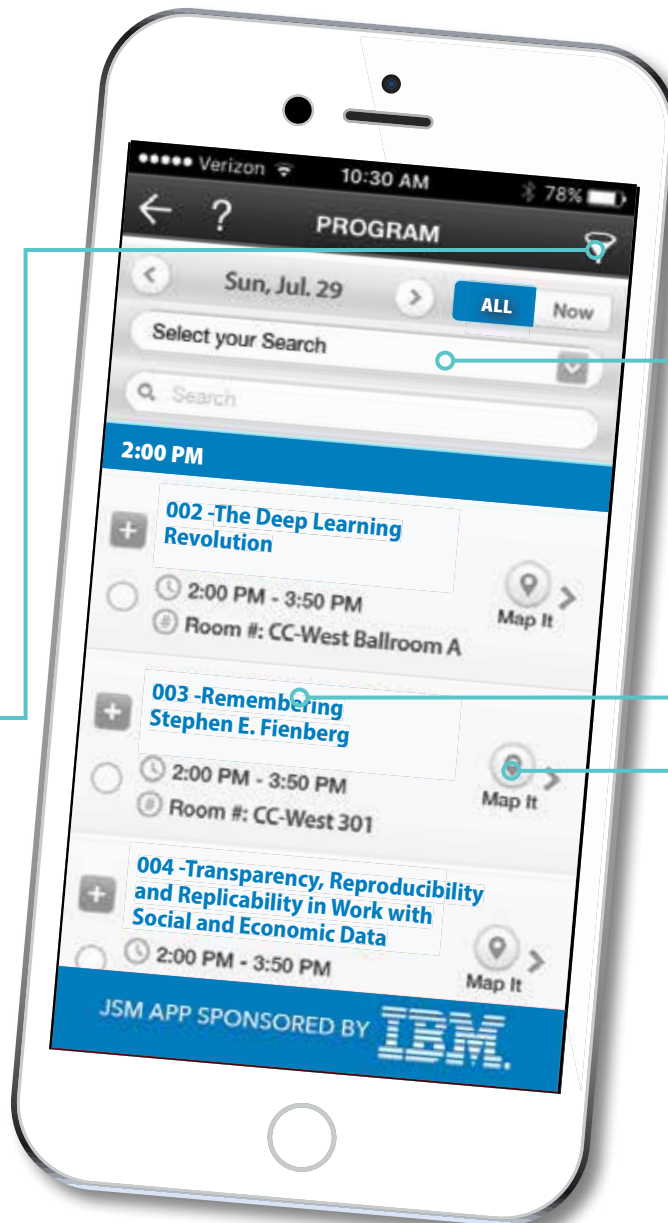 Verizon 10:30 AM 78%
? PROGRAM
Sun, Jul. 29 ALL Now
Select your Search
Search
2:00 PM
002 -The Deep Learning
Revolution
2:00 PM - 3:50 PM
Map It
# Room #: CC-West Ballroom A
003 -Remembering
Stephen E. Fienberg
2:00 PM - 3:50 PM
Map It
# Room #: CC-West 301
004 -Transparency, Reproducibility
and Replicability in Work with
Social and Economic Data
2:00 PM - 3:50 PM
Map It
JSM APP SPONSORED BY IBM.